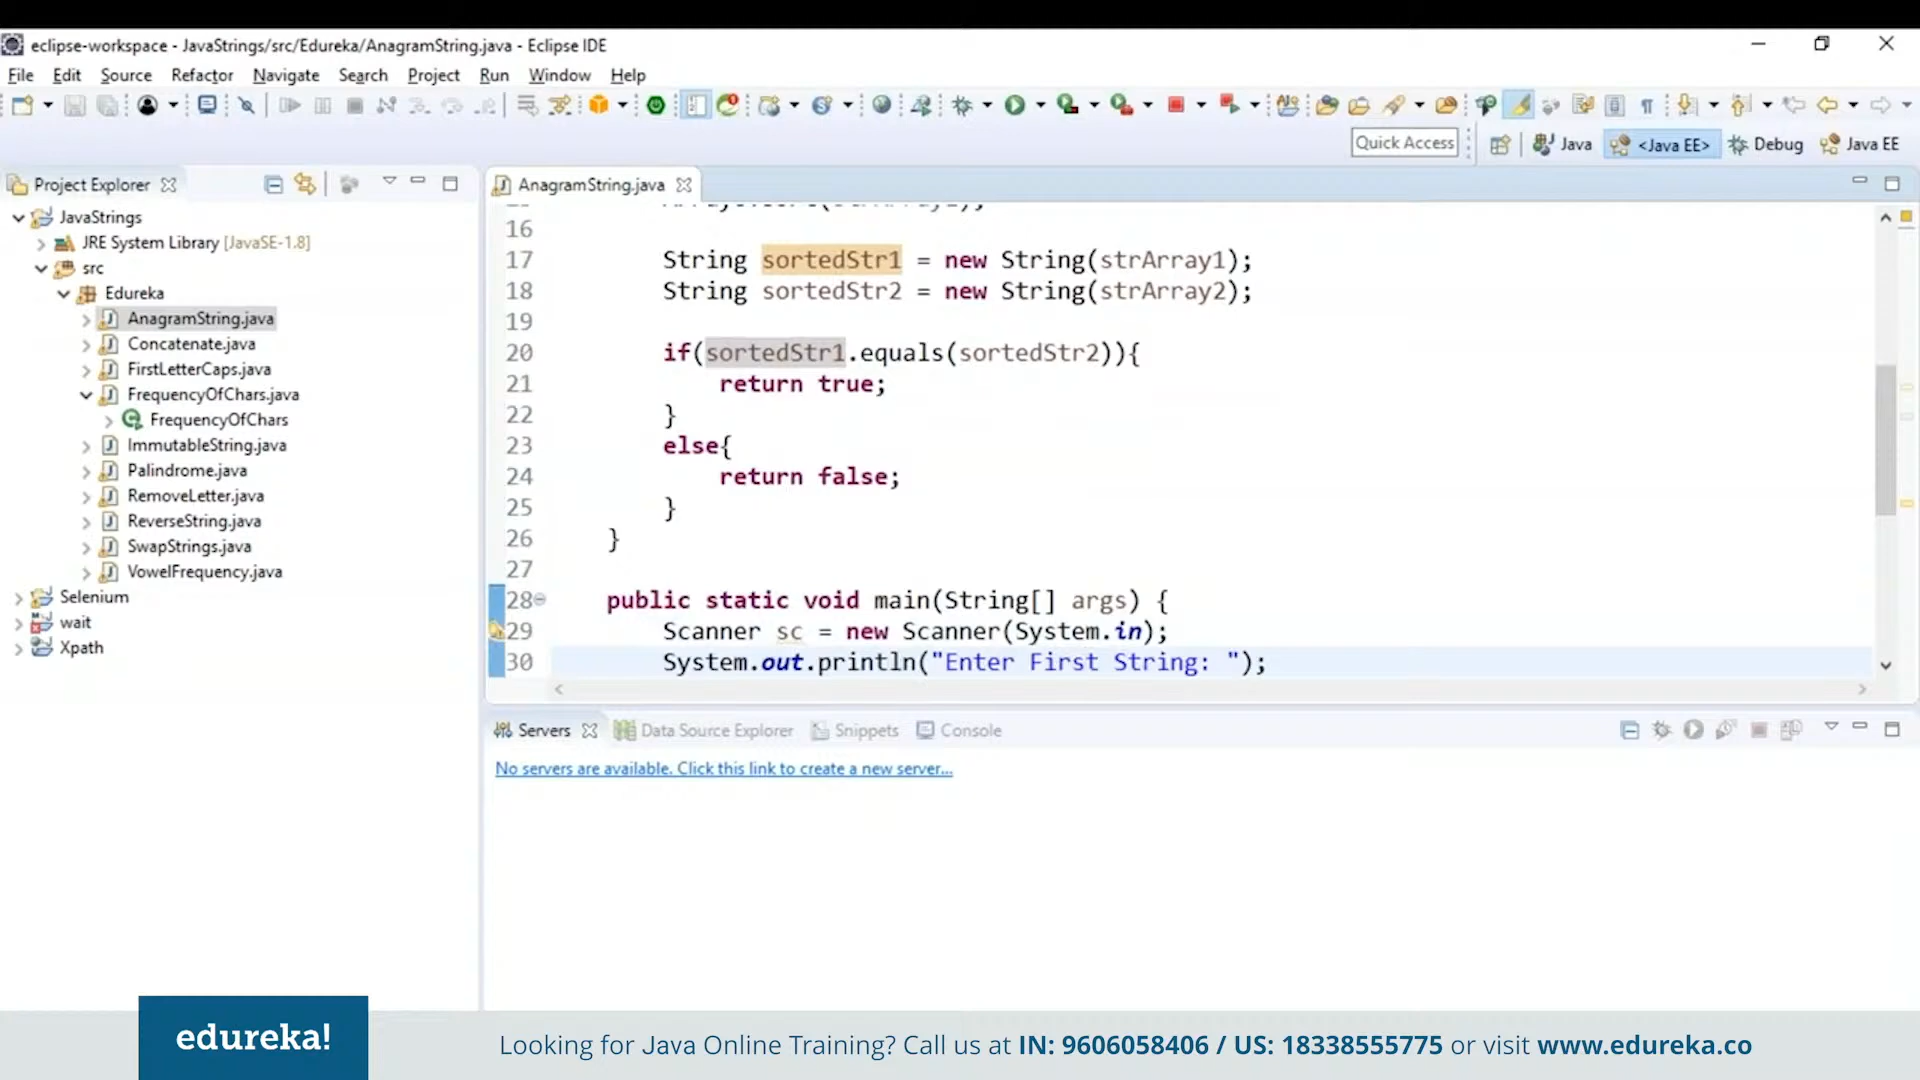 eclipse-workspace - JavaStrings/src/Edureka/AnagramString.java - Eclipse IDE
File Edit Source Refactor Navigate Search Project Run Window Help
Quick Access Java <Java EE> Debug Java EE
Project Explorer
JavaStrings
JRE System Library [JavaSE-1.8]
src
Edureka
AnagramString.java
Concatenate.java
FirstLetterCaps.java
FrequencyOfChars.java
FrequencyOfChars
ImmutableString.java
Palindrome.java
RemoveLetter.java
ReverseString.java
SwapStrings.java
VowelFrequency.java
Selenium
wait
Xpath
AnagramString.java
16
17 String sortedStr1 = new String(strArray1);
18 String sortedStr2 = new String(strArray2);
19
20 if(sortedStr1.equals(sortedStr2)){
21 return true;
22 }
23 else{
24 return false;
25 }
26 }
27
28 public static void main(String[] args) {
29 Scanner sc = new Scanner(System.in);
30 System.out.println("Enter First String: ");
Servers Data Source Explorer Snippets Console
No servers are available. Click this link to create a new server...
edureka!
Looking for Java Online Training? Call us at IN: 9606058406 / US: 18338555775 or visit www.edureka.co